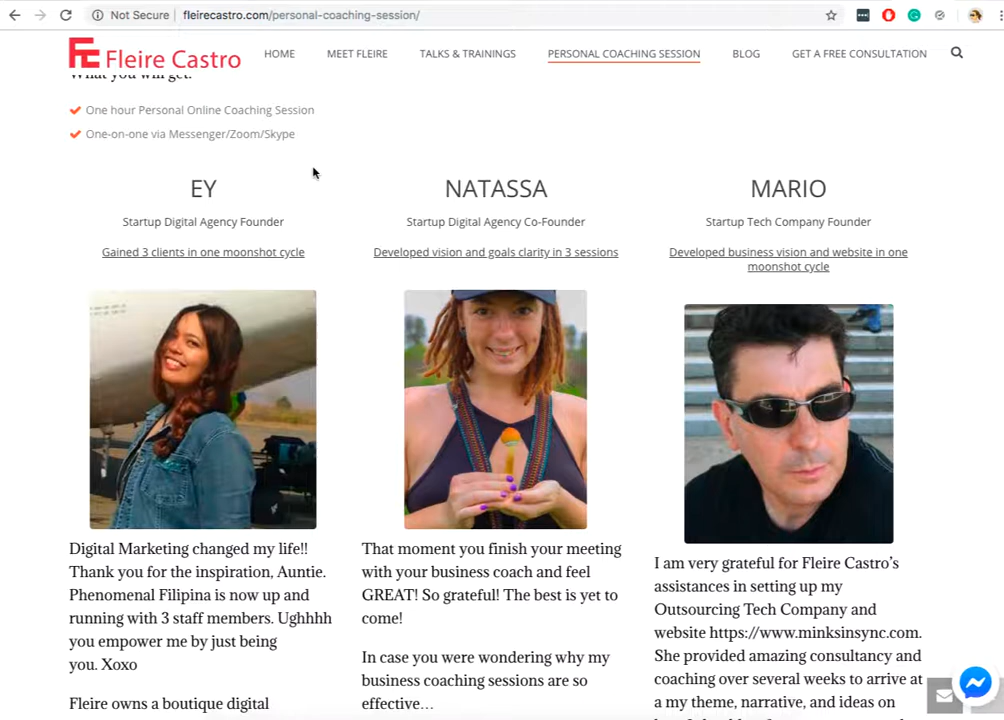 Not Secure | fleirecastro.com/personal-coaching-session/
FC Fleire Castro
HOME
MEET FLEIRE
TALKS & TRAININGS
PERSONAL COACHING SESSION
BLOG
GET A FREE CONSULTATION
What you will get:
One hour Personal Online Coaching Session
One-on-one via Messenger/Zoom/Skype
EY
Startup Digital Agency Founder
Gained 3 clients in one moonshot cycle
Digital Marketing changed my life!!
Thank you for the inspiration, Auntie.
Phenomenal Filipina is now up and
running with 3 staff members. Ughhhh
you empower me by just being
you. Xoxo
Fleire owns a boutique digital
NATASSA
Startup Digital Agency Co-Founder
Developed vision and goals clarity in 3 sessions
That moment you finish your meeting
with your business coach and feel
GREAT! So grateful! The best is yet to
come!
In case you were wondering why my
business coaching sessions are so
effective…
MARIO
Startup Tech Company Founder
Developed business vision and website in one
moonshot cycle
I am very grateful for Fleire Castro’s
assistances in setting up my
Outsourcing Tech Company and
website https://www.minksinsync.com.
She provided amazing consultancy and
coaching over several weeks to arrive at
a my theme, narrative, and ideas on